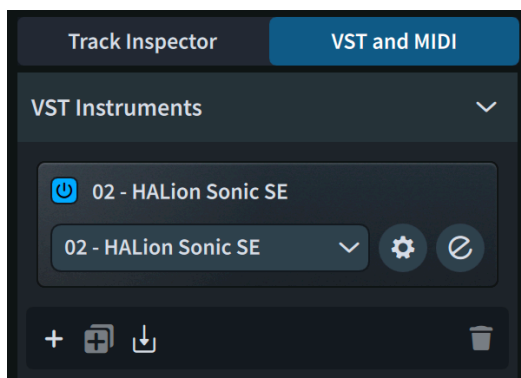 Track Inspector VST and MIDI
VST Instruments
02 - HALion Sonic SE
02 - HALion Sonic SE